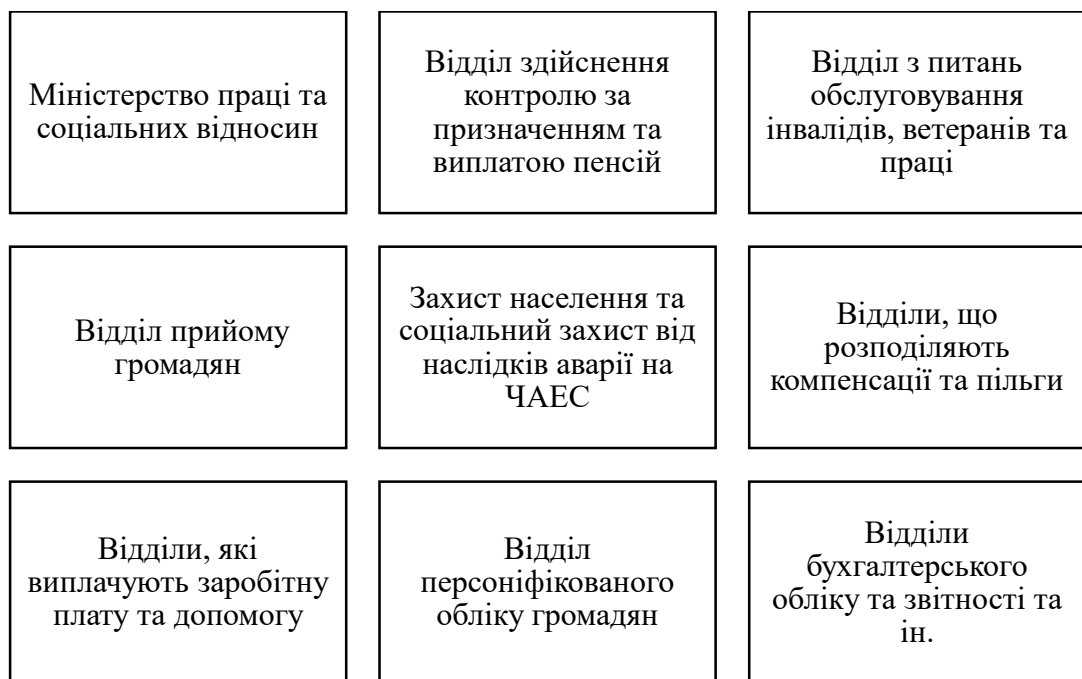 Міністерство праці та
соціальних відносин
Відділ здійснення
контролю за
призначенням та
виплатою пенсій
Відділ з питань
обслуговування
інвалідів, ветеранів та
праці
Відділ прийому
громадян
Захист населення та
соціальний захист від
наслідків аварії на
ЧАЕС
Відділи, що
розподіляють
компенсації та пільги
Відділи, які
виплачують заробітну
плату та допомогу
Відділ
персоніфікованого
обліку громадян
Відділи
бухгалтерського
обліку та звітності та
ін.